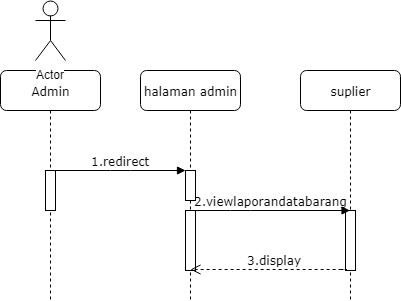 Actor
Admin
halaman admin
suplier
1.redirect
2.viewlaporandatabarang
3.display